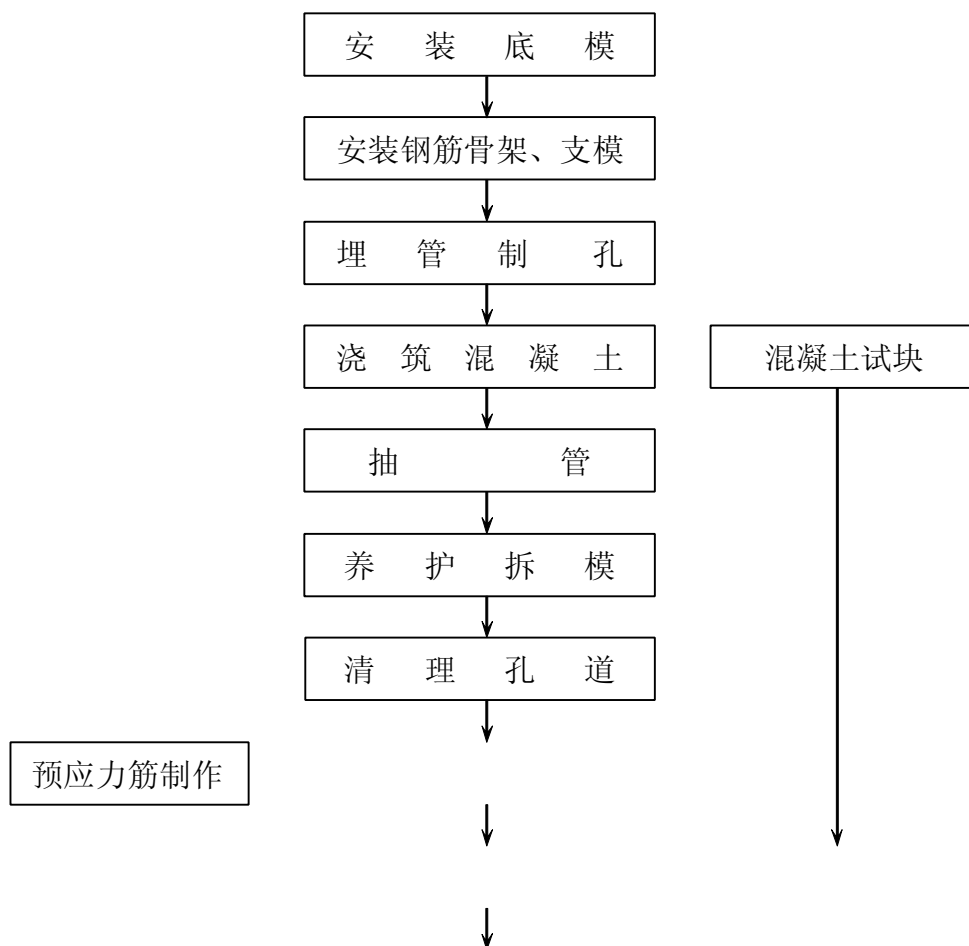 安装底模
安装钢筋骨架、支模
埋管制孔
浇筑混凝土
混凝土试块
抽管
养护拆模
清理孔道
预应力筋制作